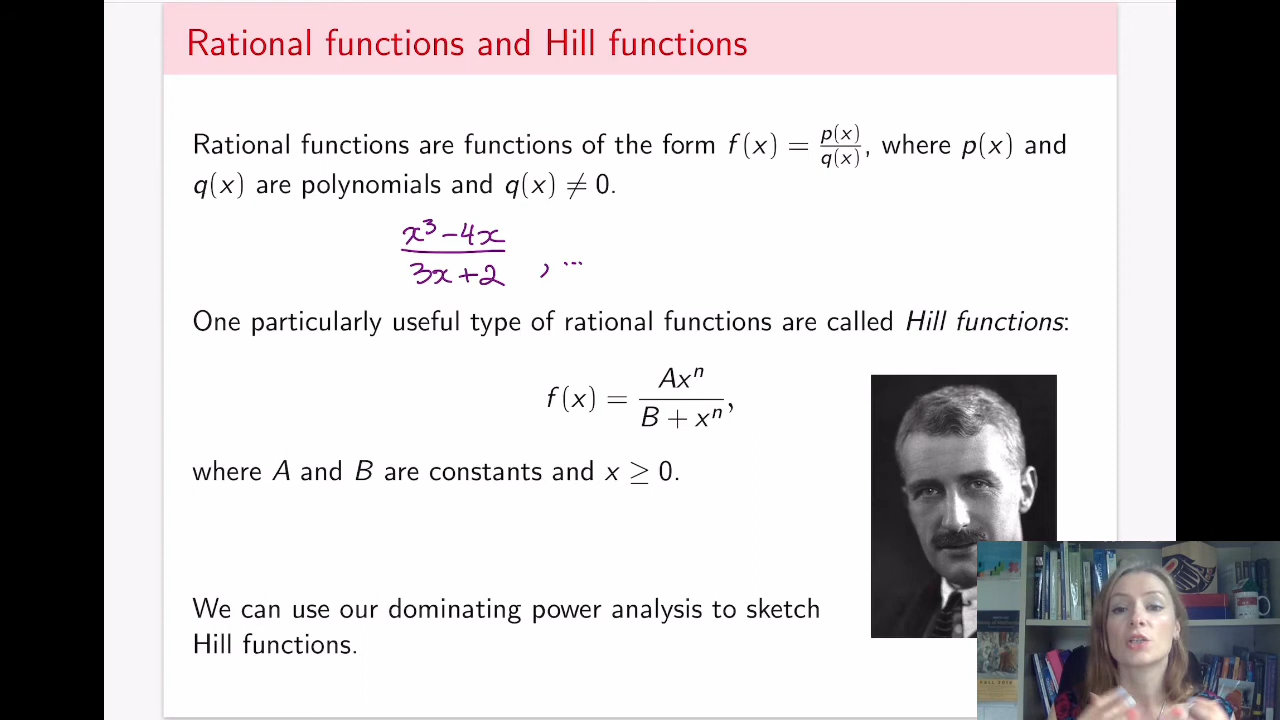 Rational functions and Hill functions
Rational functions are functions of the form f(x) = p(x)/q(x), where p(x) and
q(x) are polynomials and q(x) ≠ 0.
x³-4x / 3x+2 , ...
One particularly useful type of rational functions are called Hill functions:
f(x) = Axⁿ / B + xⁿ,
where A and B are constants and x ≥ 0.
We can use our dominating power analysis to sketch
Hill functions.